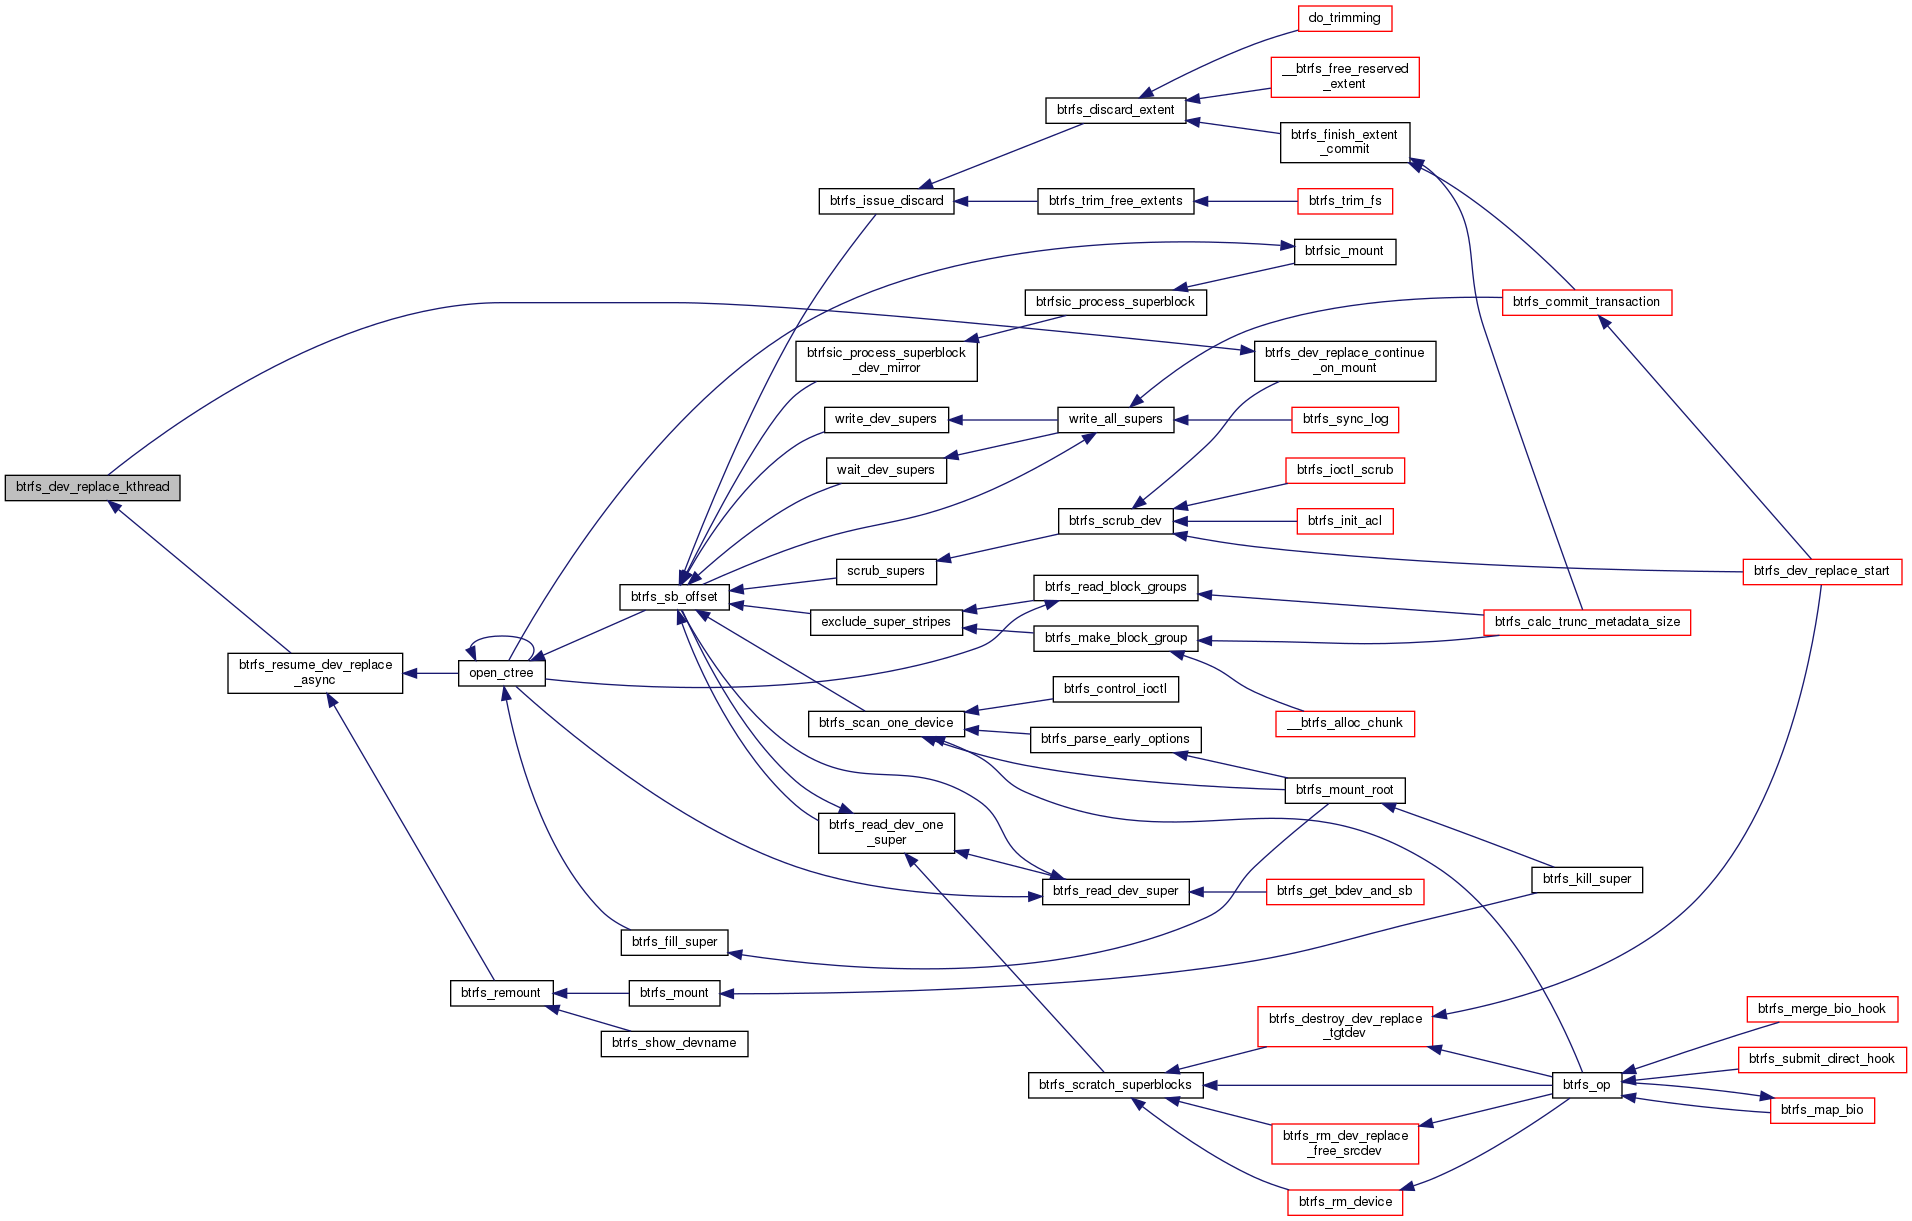 do_trimming
__btrfs_free_reserved
_extent
btrfs_discard_extent
btrfs_finish_extent
_commit
btrfs_issue_discard
btrfs_trim_free_extents
btrfs_trim_fs
btrfsic_mount
btrfsic_process_superblock
btrfs_commit_transaction
btrfsic_process_superblock
_dev_mirror
btrfs_dev_replace_continue
_on_mount
write_dev_supers
write_all_supers
btrfs_sync_log
wait_dev_supers
btrfs_ioctl_scrub
btrfs_dev_replace_kthread
btrfs_scrub_dev
btrfs_init_acl
scrub_supers
btrfs_dev_replace_start
btrfs_read_block_groups
btrfs_sb_offset
exclude_super_stripes
btrfs_calc_trunc_metadata_size
btrfs_make_block_group
btrfs_resume_dev_replace
_async
open_ctree
btrfs_control_ioctl
btrfs_scan_one_device
__btrfs_alloc_chunk
btrfs_parse_early_options
btrfs_mount_root
btrfs_read_dev_one
_super
btrfs_kill_super
btrfs_read_dev_super
btrfs_get_bdev_and_sb
btrfs_fill_super
btrfs_remount
btrfs_mount
btrfs_merge_bio_hook
btrfs_destroy_dev_replace
_tgtdev
btrfs_show_devname
btrfs_submit_direct_hook
btrfs_scratch_superblocks
btrfs_op
btrfs_map_bio
btrfs_rm_dev_replace
_free_srcdev
btrfs_rm_device